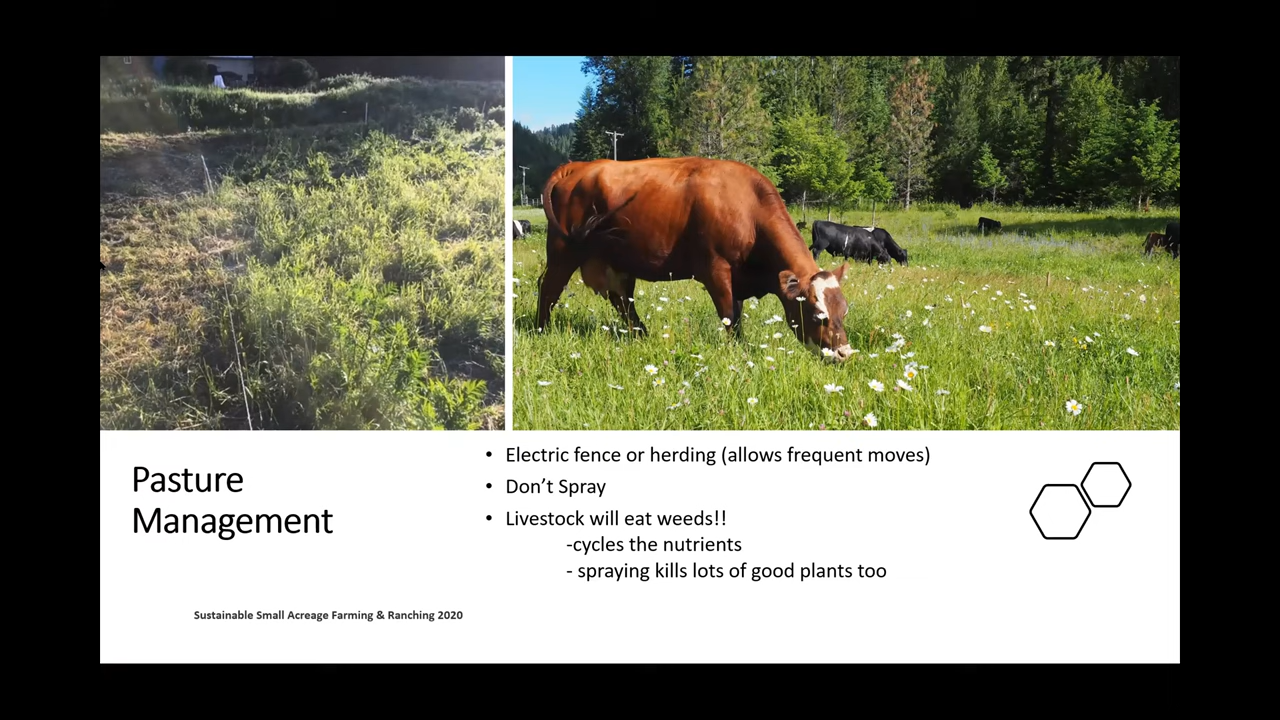 Pasture
Management
• Electric fence or herding (allows frequent moves)
• Don’t Spray
• Livestock will eat weeds!!
-cycles the nutrients
- spraying kills lots of good plants too
Sustainable Small Acreage Farming & Ranching 2020